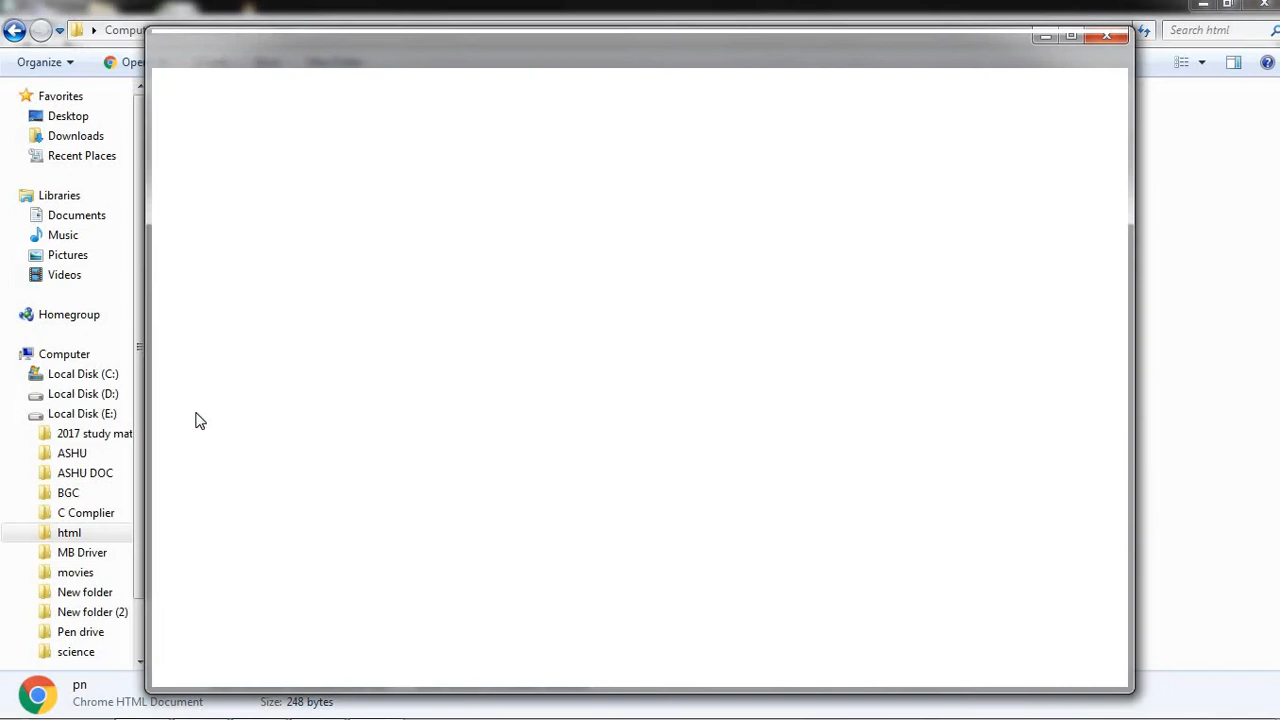 Compu
Search html
Organize
Open
Favorites
Desktop
Downloads
Recent Places
Libraries
Documents
Music
Pictures
Videos
Homegroup
Computer
Local Disk (C:)
Local Disk (D:)
Local Disk (E:)
2017 study mat
ASHU
ASHU DOC
BGC
C Complier
html
MB Driver
movies
New folder
New folder (2)
Pen drive
science
pn
Chrome HTML Document
Size: 248 bytes